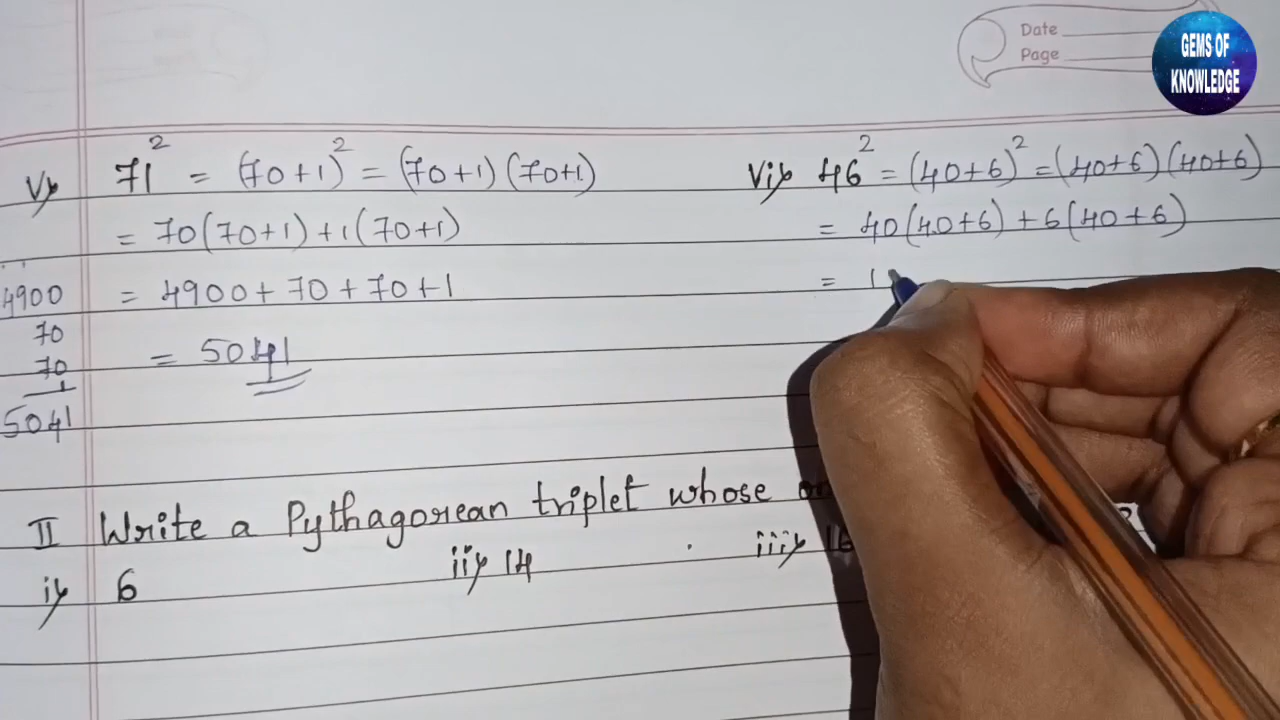 Date
Page
GEMS OF
KNOWLEDGE
v) 71² = (70+1)² = (70+1)(70+1)
= 70(70+1)+1(70+1)
= 4900+70+70+1
= 5041
4900
70
70
1
5041
vi) 46² = (40+6)² = (40+6)(40+6)
= 40(40+6)+6(40+6)
= 1
II Write a Pythagorean triplet whose
i) 6 ii) 14 iii) 16